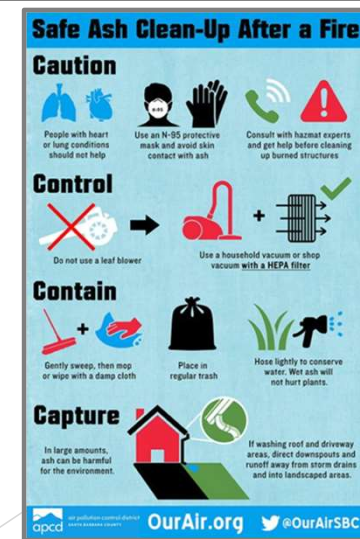 Safe Ash Clean-Up After a Fire
Caution
People with heart
or lung conditions
should not help
Use an N-95 protective
mask and avoid skin
contact with ash
Consult with hazmat experts
and get help before cleaning
up burned structures
Control
Do not use a leaf blower
Use a household vacuum or shop
vacuum with a HEPA filter
Contain
Gently sweep, then mop
or wipe with a damp cloth
Place in
regular trash
Hose lightly to conserve
water. Wet ash will
not hurt plants.
Capture
In large amounts,
ash can be harmful
for the environment.
If washing roof and driveway
areas, direct downspouts and
runoff away from storm drains
and into landscaped areas.
apcd
air pollution control district
SANTA BARBARA COUNTY
OurAir.org
@OurAirSBC